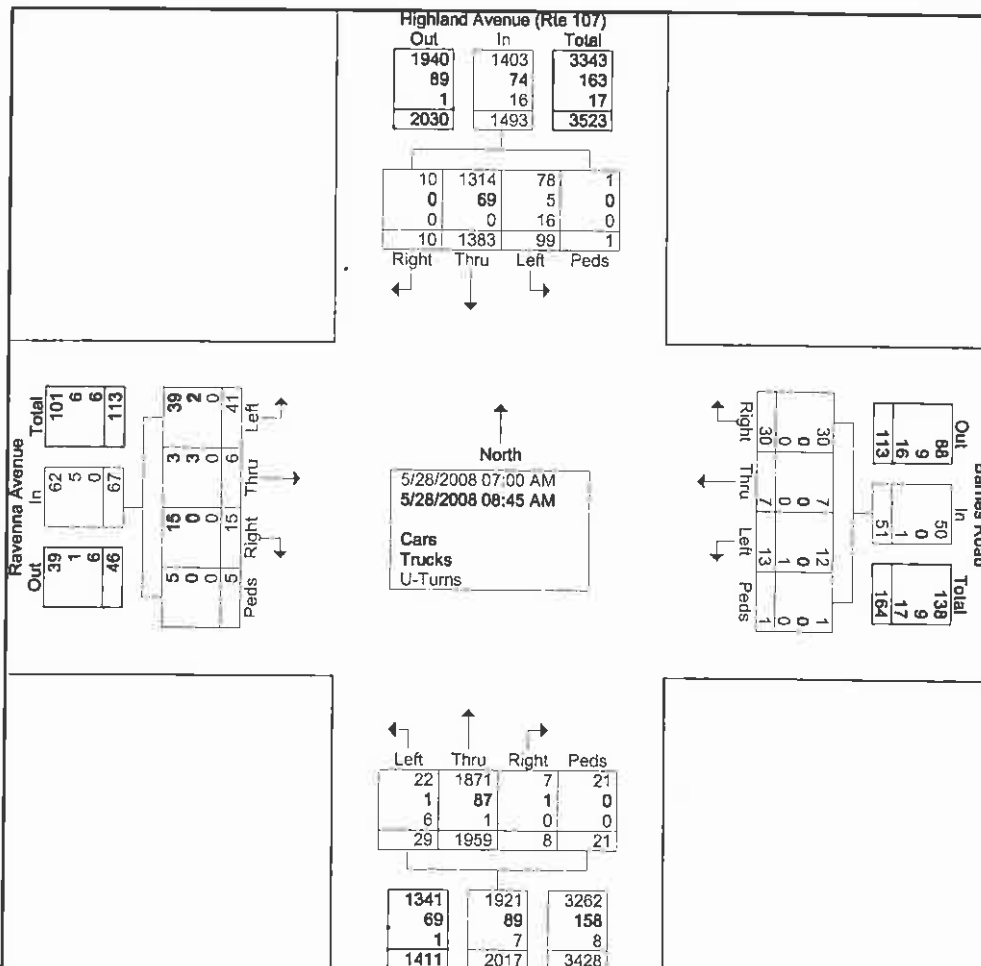 Highland Avenue (Rte 107)
Out In Total
1940 1403 3343
89 74 163
1 16 17
2030 1493 3523
10 1314 78 1
0 69 5 0
0 0 16 0
10 1383 99 1
Right Thru Left Peds
Ravenna Avenue
Total In Out
101 62 39
6 5 1
6 0 6
113 67 46
39 3 15 5
2 3 0 0
0 0 0 0
41 6 15 5
Left Thru Right Peds
North
5/28/2008 07:00 AM
5/28/2008 08:45 AM
Cars
Trucks
U-Turns
Right Thru Left Peds
30 7 12 1
0 0 0 0
0 0 1 0
30 7 13 1
Out In Total
88 50 138
9 0 9
16 1 17
113 51 164
Road
Left Thru Right Peds
22 1871 7 21
1 87 1 0
6 1 0 0
29 1959 8 21
1341 1921 3262
69 89 158
1 7 8
1411 2017 3428